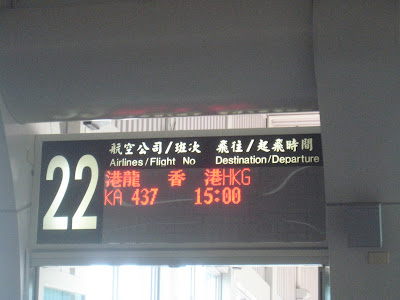 22
航空公司/班次 飛往/起飛時間
Airlines/Flight No Destination/Departure
港龍 香 港HKG
KA 437 15:00